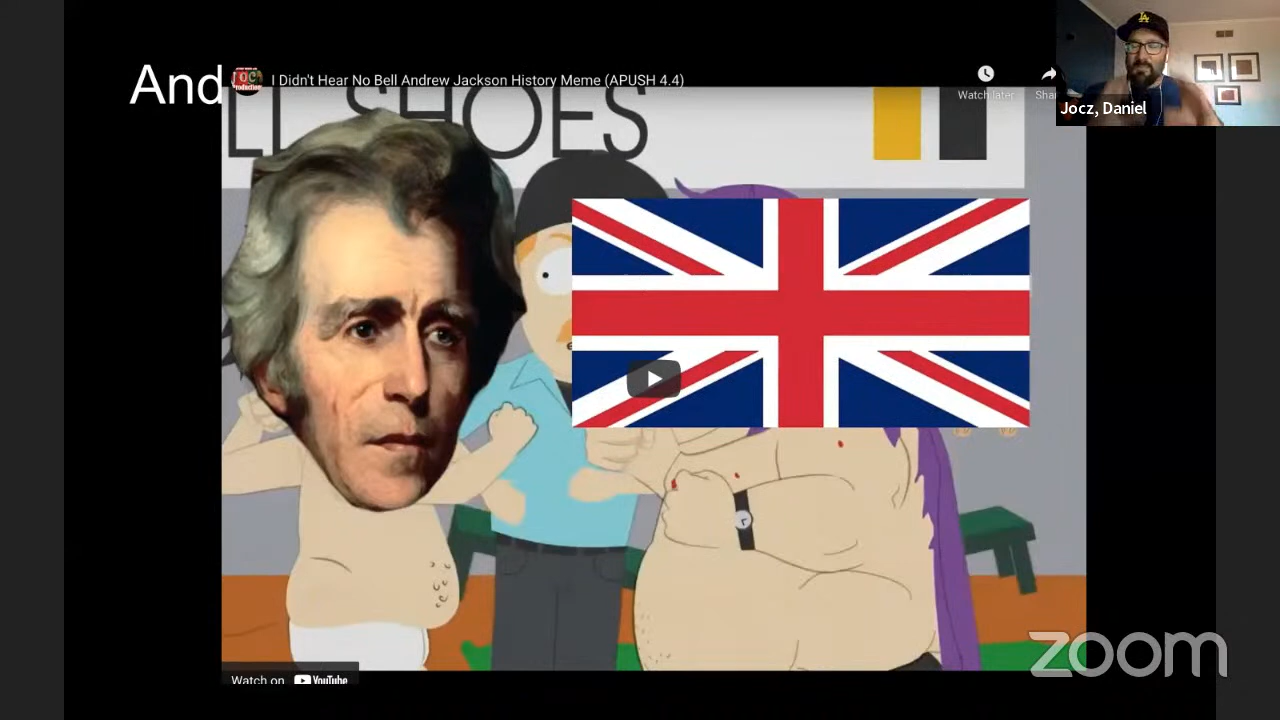 And
I Didn't Hear No Bell Andrew Jackson History Meme (APUSH 4.4)
Watch later
Shar
Jocz, Daniel
LL SHOES
Watch on YouTube
zoom